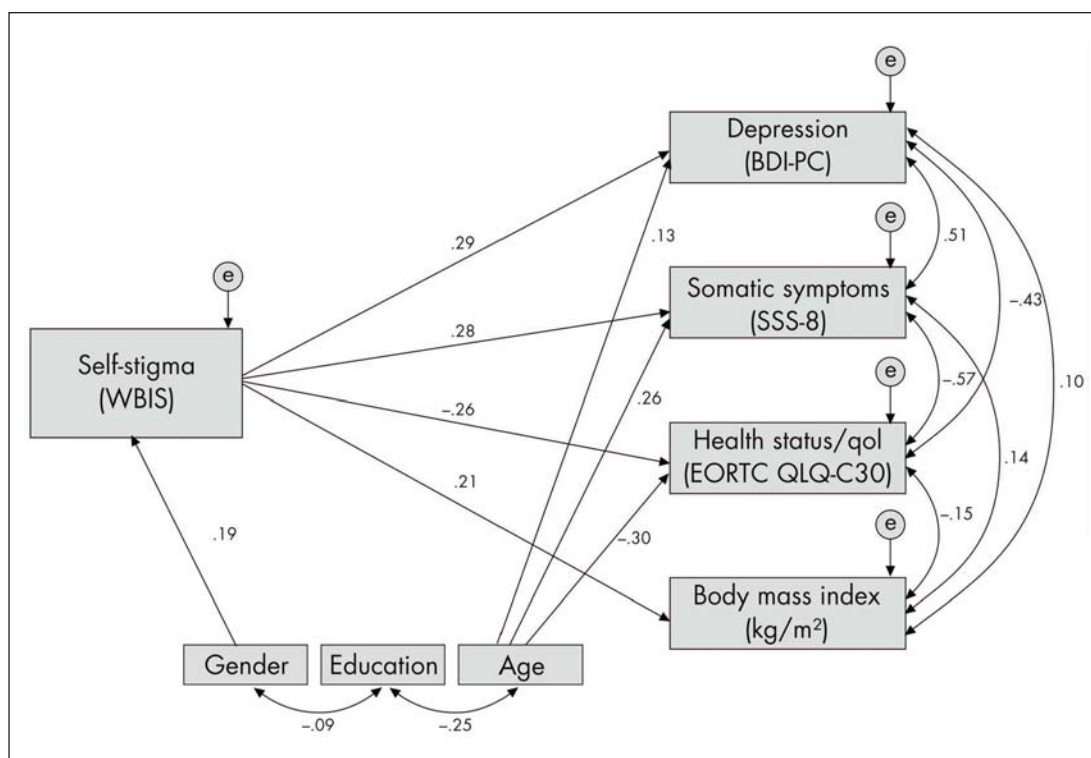 e
Depression
(BDI-PC)
.29
.13
e
.51
Somatic symptoms
(SSS-8)
e
Self-stigma
(WBIS)
.28
–.43
–.26
.26
e
–.57
.10
Health status/qol
(EORTC QLQ-C30)
.14
.21
–.30
e
–.15
.19
Body mass index
(kg/m²)
Gender
Education
Age
–.09
–.25